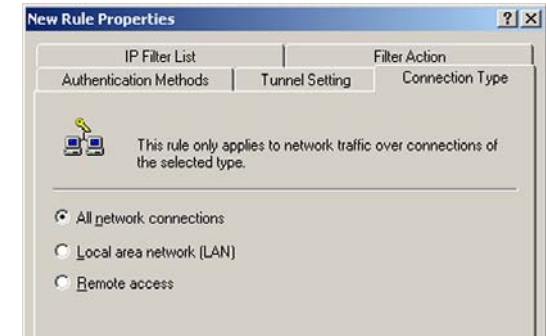 New Rule Properties
IP Filter List
Filter Action
Authentication Methods
Tunnel Setting
Connection Type
This rule only applies to network traffic over connections of
the selected type.
All network connections
Local area network (LAN)
Remote access